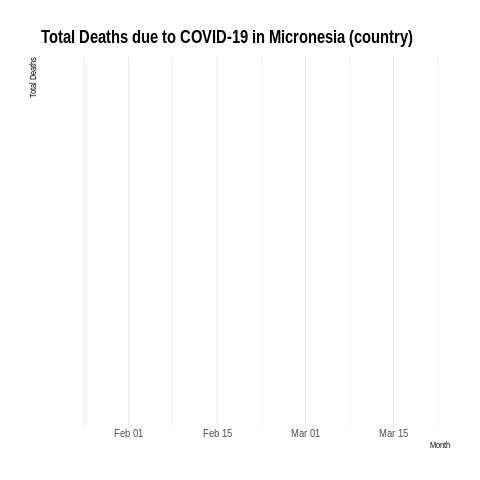 Total Deaths due to COVID-19 in Micronesia (country)
Total Deaths
Feb 01
Feb 15
Mar 01
Mar 15
Month